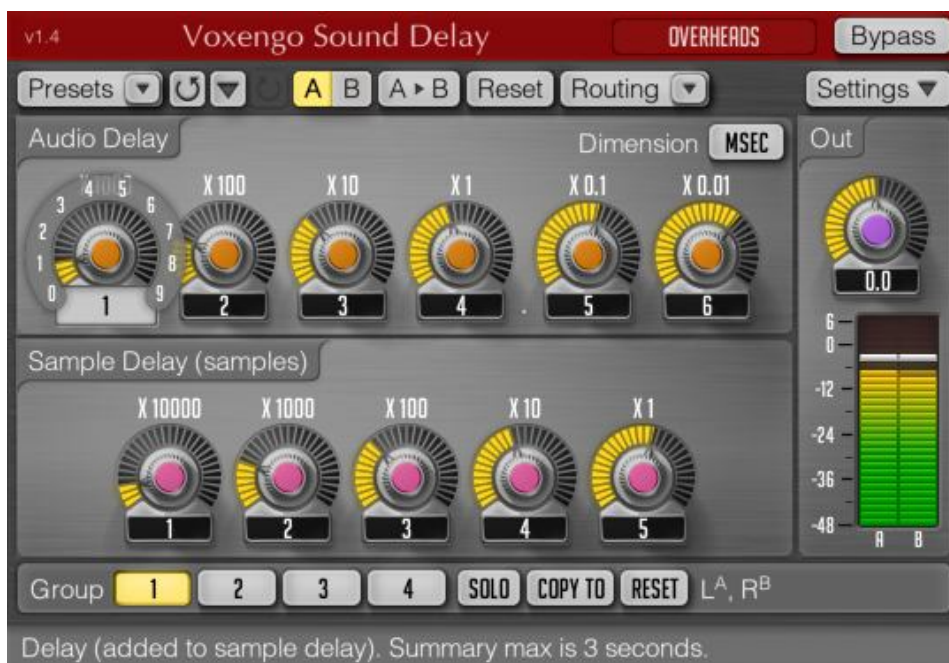 v1.4 Voxengo Sound Delay OVERHEADS Bypass
Presets A B A ▸ B Reset Routing Settings
Audio Delay Dimension MSEC Out
X 100 X 10 X 1 X 0.1 X 0.01
0 1 2 3 4 5 6 7 8 9
1 2 3 4 . 5 6
0.0
Sample Delay (samples)
X 10000 X 1000 X 100 X 10 X 1
1 2 3 4 5
6
0
-12
-24
-36
-48
A B
Group 1 2 3 4 SOLO COPY TO RESET L^A, R^B
Delay (added to sample delay). Summary max is 3 seconds.